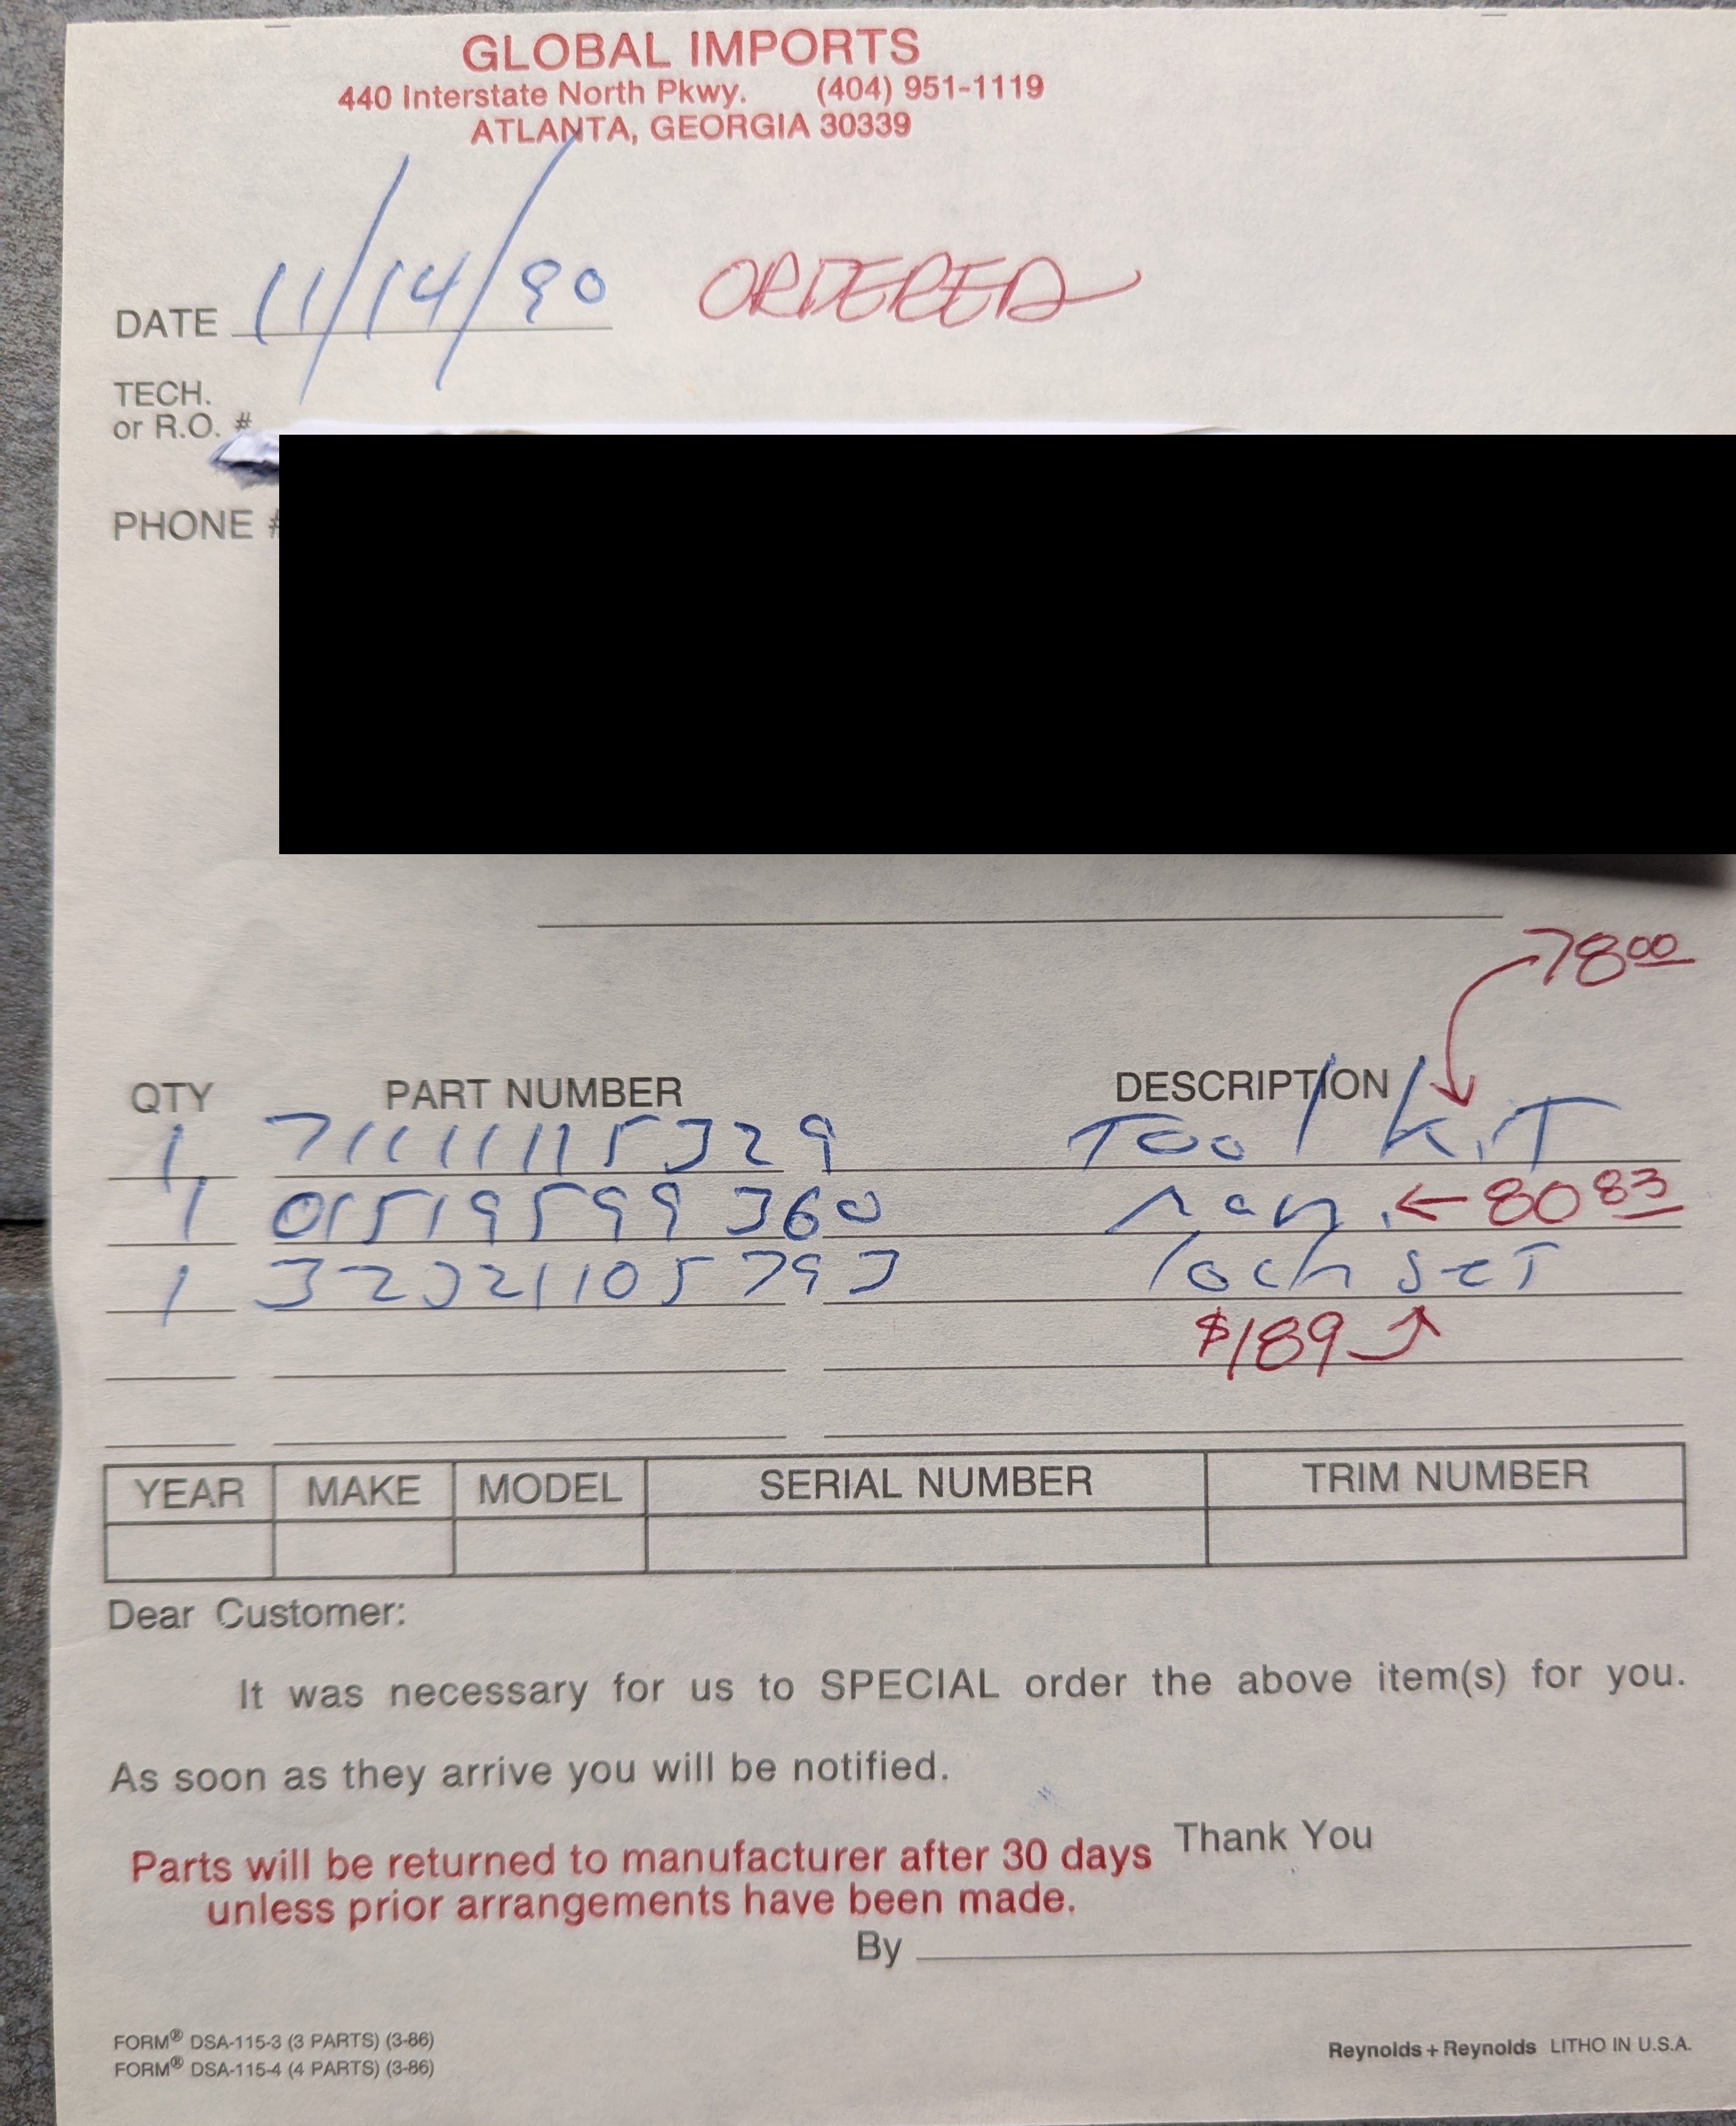 GLOBAL IMPORTS
440 Interstate North Pkwy. (404) 951-1119
ATLANTA, GEORGIA 30339
DATE 11/14/90 ORDERED
TECH.
or R.O. #
PHONE #
78 00
QTY PART NUMBER DESCRIPTION
1 71111115329 Tool kit
1 01519599360 man. ← 80 83
1 32321105793 lock set
$189
YEAR MAKE MODEL SERIAL NUMBER TRIM NUMBER
Dear Customer:
It was necessary for us to SPECIAL order the above item(s) for you.
As soon as they arrive you will be notified.
Thank You
Parts will be returned to manufacturer after 30 days
unless prior arrangements have been made.
By
FORM® DSA-115-3 (3 PARTS) (3-86)
FORM® DSA-115-4 (4 PARTS) (3-86)
Reynolds + Reynolds LITHO IN U.S.A.